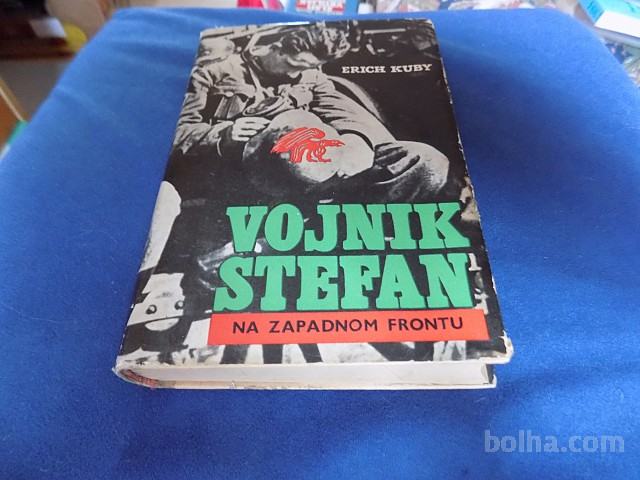 ERICH KUBY
VOJNIK
STEFAN
NA ZAPADNOM FRONTU
bolha.com